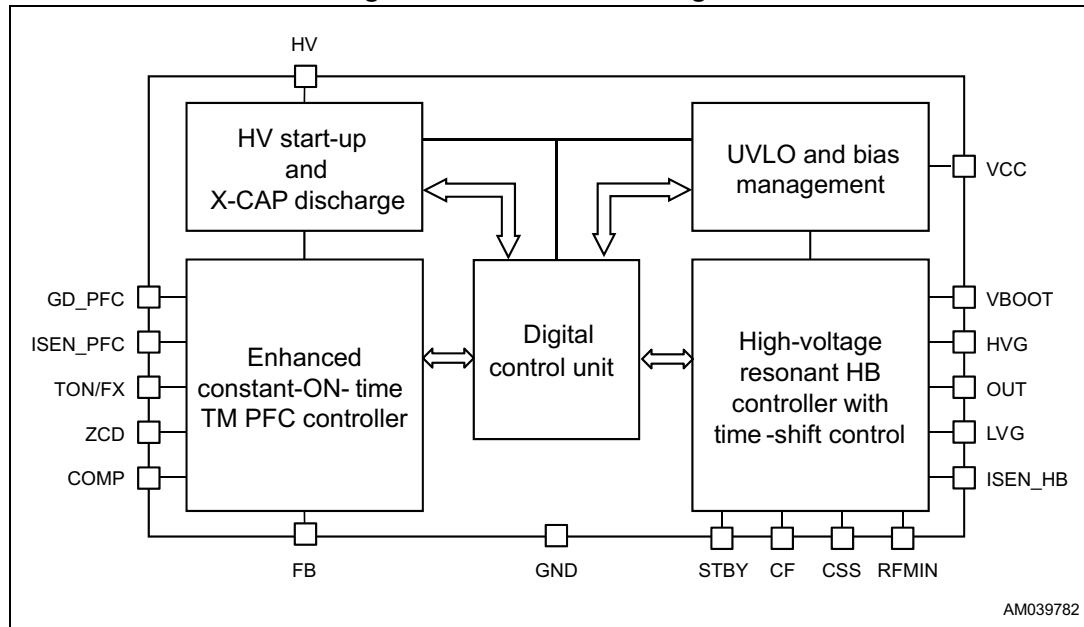 HV
HV start-up
and
X-CAP discharge
UVLO and bias
management
VCC
GD_PFC
ISEN_PFC
TON/FX
ZCD
COMP
Enhanced
constant-ON- time
TM PFC controller
Digital
control unit
High-voltage
resonant HB
controller with
time -shift control
VBOOT
HVG
OUT
LVG
ISEN_HB
FB
GND
STBY
CF
CSS
RFMIN
AM039782